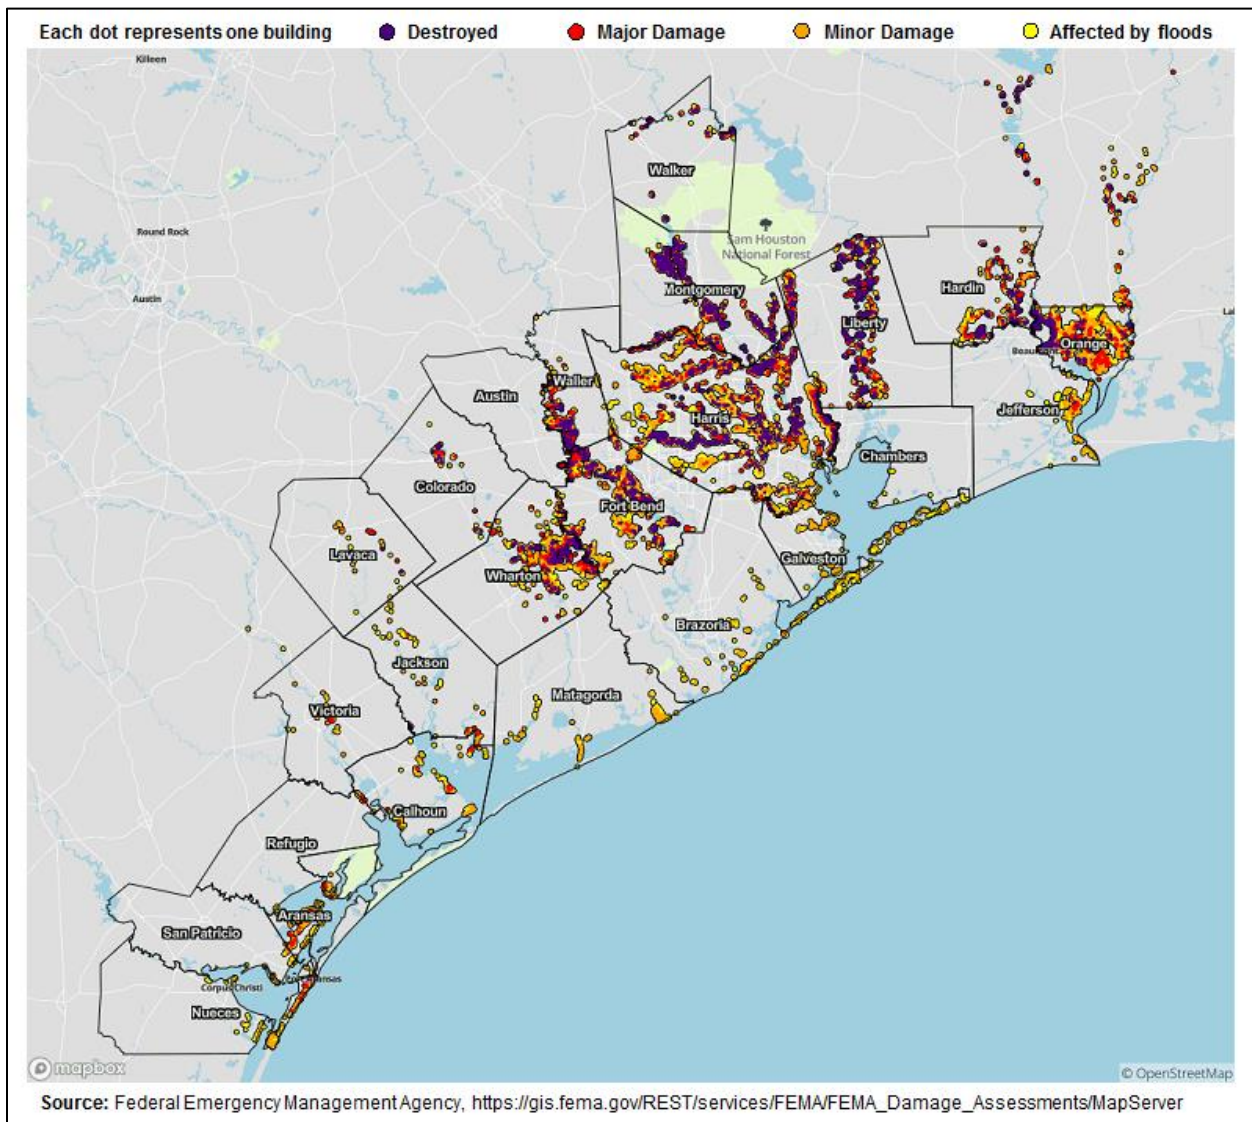 Each dot represents one building Destroyed Major Damage Minor Damage Affected by floods
Killeen
Walker
Round Rock
Sam Houston
National Forest
Austin
Montgomery
Hardin
Liberty
Orange
Waller
Austin
Jefferson
Harris
Chambers
Colorado
Fort Bend
Lavaca
Galveston
Wharton
Brazoria
Jackson
Matagorda
Victoria
Calhoun
Refugio
Aransas
San Patricio
Corpus Christi
Nueces
mapbox
© OpenStreetMap
Source: Federal Emergency Management Agency, https://gis.fema.gov/REST/services/FEMA/FEMA_Damage_Assessments/MapServer